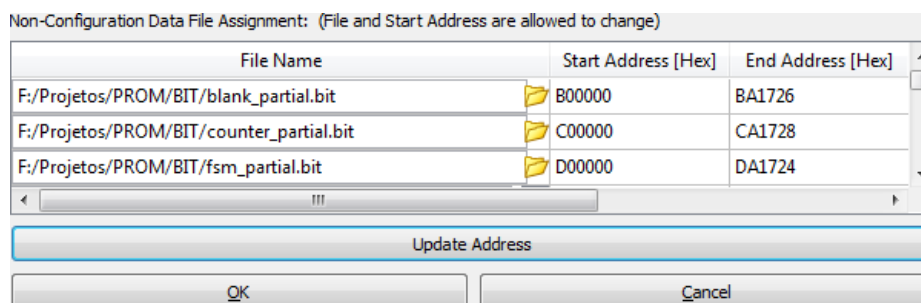 Non-Configuration Data File Assignment: (File and Start Address are allowed to change)
File Name Start Address [Hex] End Address [Hex]
F:/Projetos/PROM/BIT/blank_partial.bit B00000 BA1726
F:/Projetos/PROM/BIT/counter_partial.bit C00000 CA1728
F:/Projetos/PROM/BIT/fsm_partial.bit D00000 DA1724
Update Address
OK Cancel